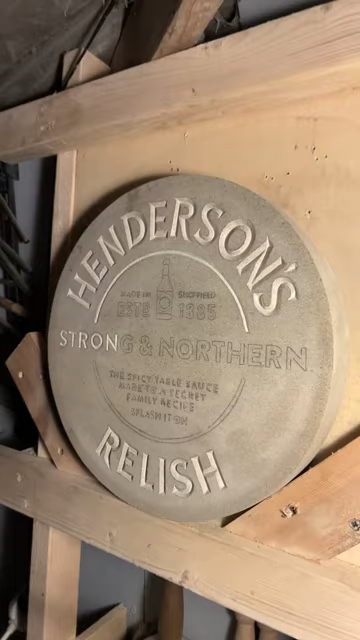 HENDERSON'S
MADE IN SHEFFIELD
ESTD 1885
STRONG & NORTHERN
THE SPICY TABLE SAUCE
MADE TO A SECRET
FAMILY RECIPE
SPLASH IT ON
RELISH